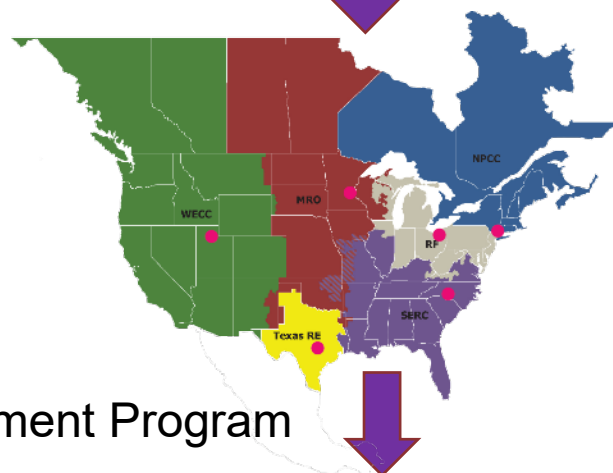 NPCC
MRO
WECC
RF
SERC
Texas RE
ment Program